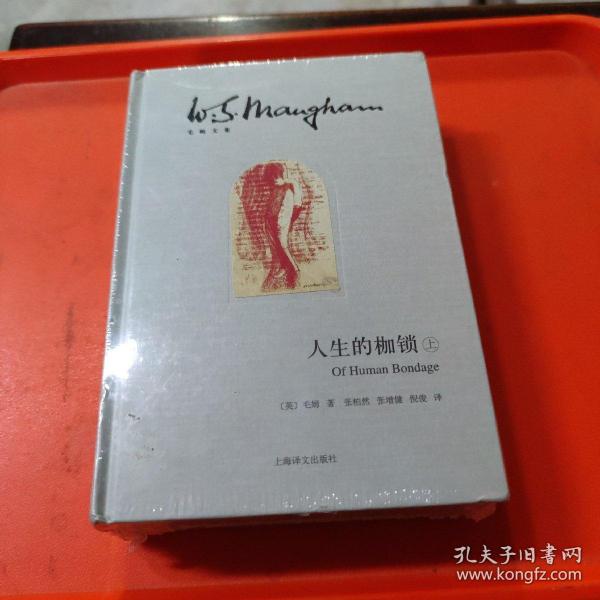 W.S. Maugham
毛姆文集
人生的枷锁 上
Of Human Bondage
〔英〕毛姆 著 张柏然 张增健 倪俊 译
上海译文出版社
孔夫子旧书网
www.kongfz.com